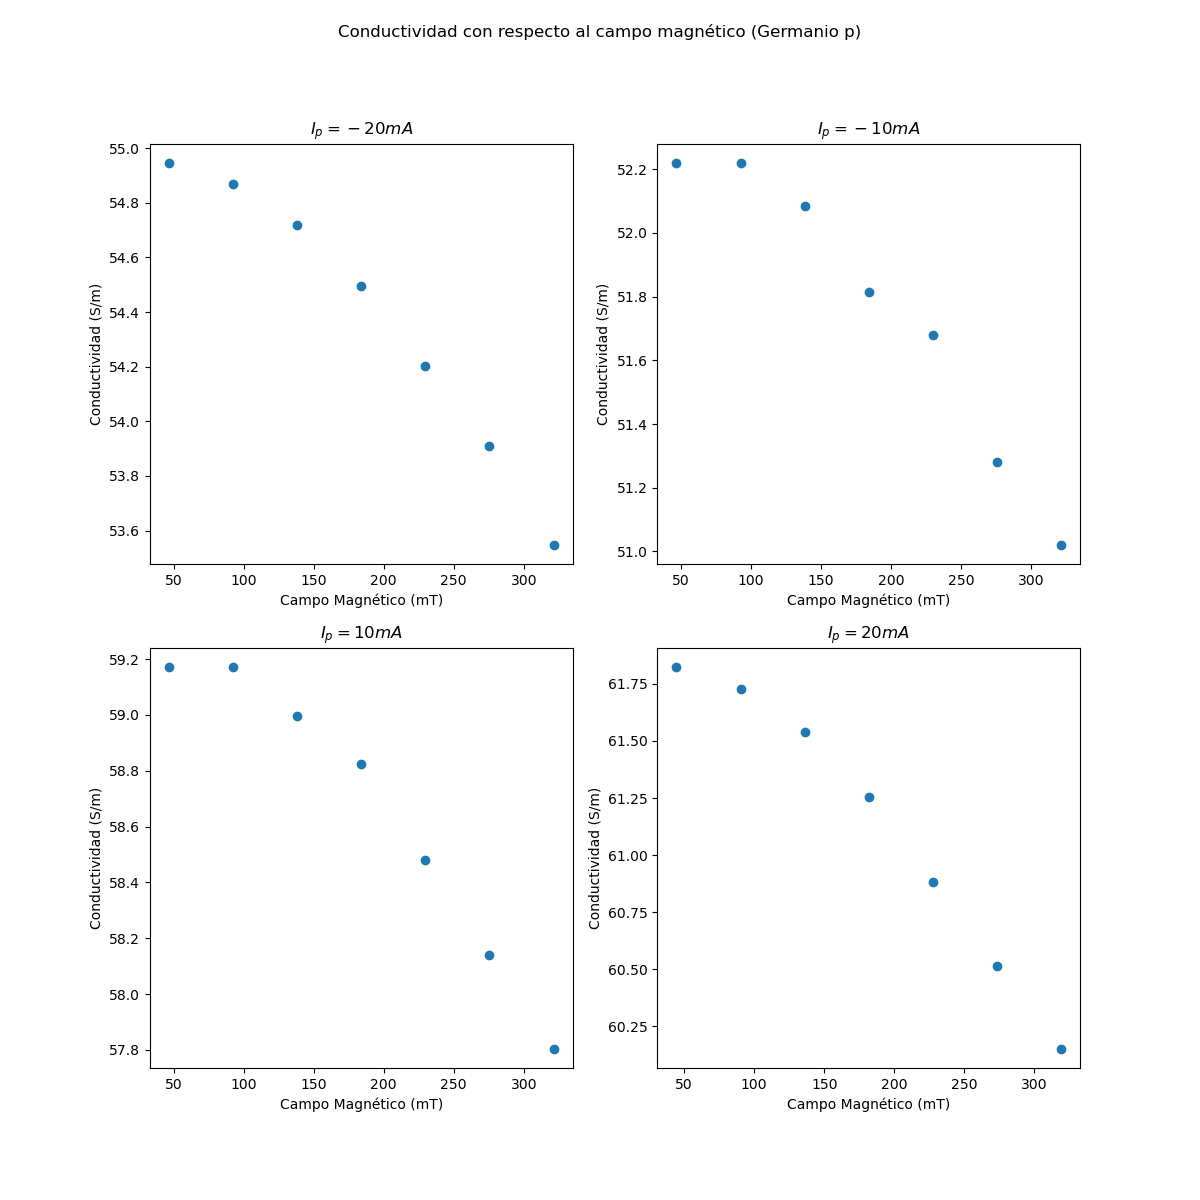 Conductividad con respecto al campo magnético (Germanio p)
I_p = −20mA
55.0
54.8
54.6
54.4
54.2
54.0
53.8
53.6
Conductividad (S/m)
50 100 150 200 250 300
Campo Magnético (mT)
I_p = −10mA
52.2
52.0
51.8
51.6
51.4
51.2
51.0
Conductividad (S/m)
50 100 150 200 250 300
Campo Magnético (mT)
I_p = 10mA
59.2
59.0
58.8
58.6
58.4
58.2
58.0
57.8
Conductividad (S/m)
50 100 150 200 250 300
Campo Magnético (mT)
I_p = 20mA
61.75
61.50
61.25
61.00
60.75
60.50
60.25
Conductividad (S/m)
50 100 150 200 250 300
Campo Magnético (mT)